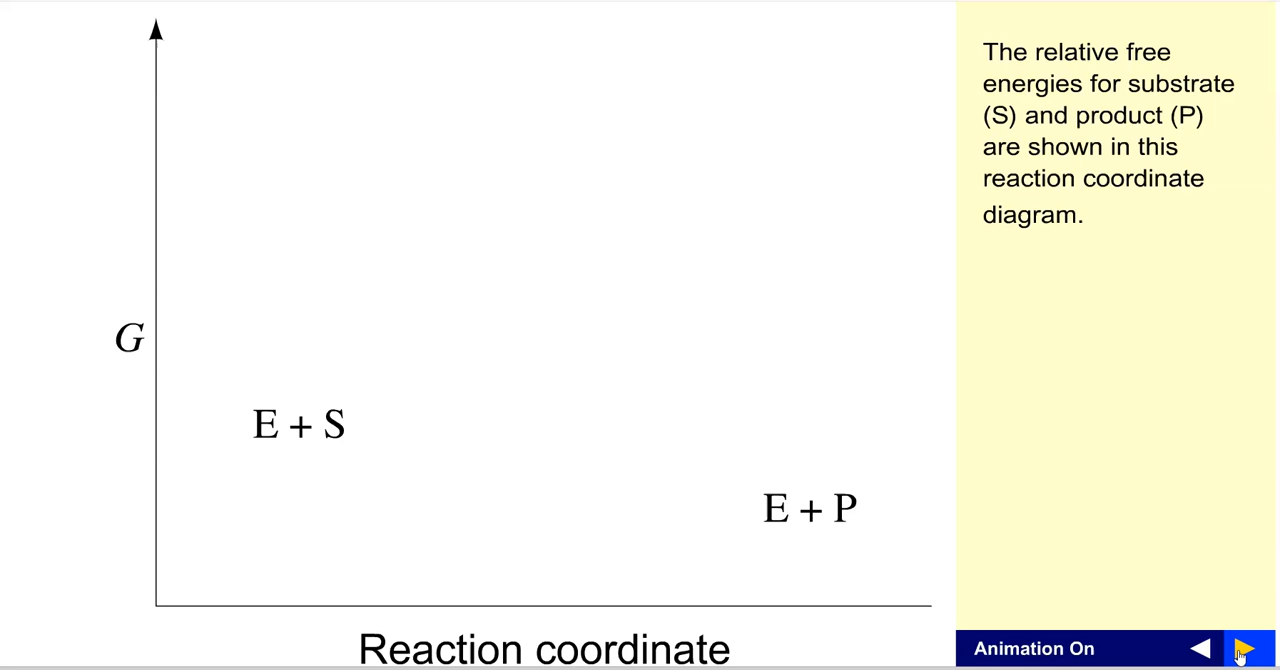 The relative free
energies for substrate
(S) and product (P)
are shown in this
reaction coordinate
diagram.
G
E + S
E + P
Reaction coordinate
Animation On